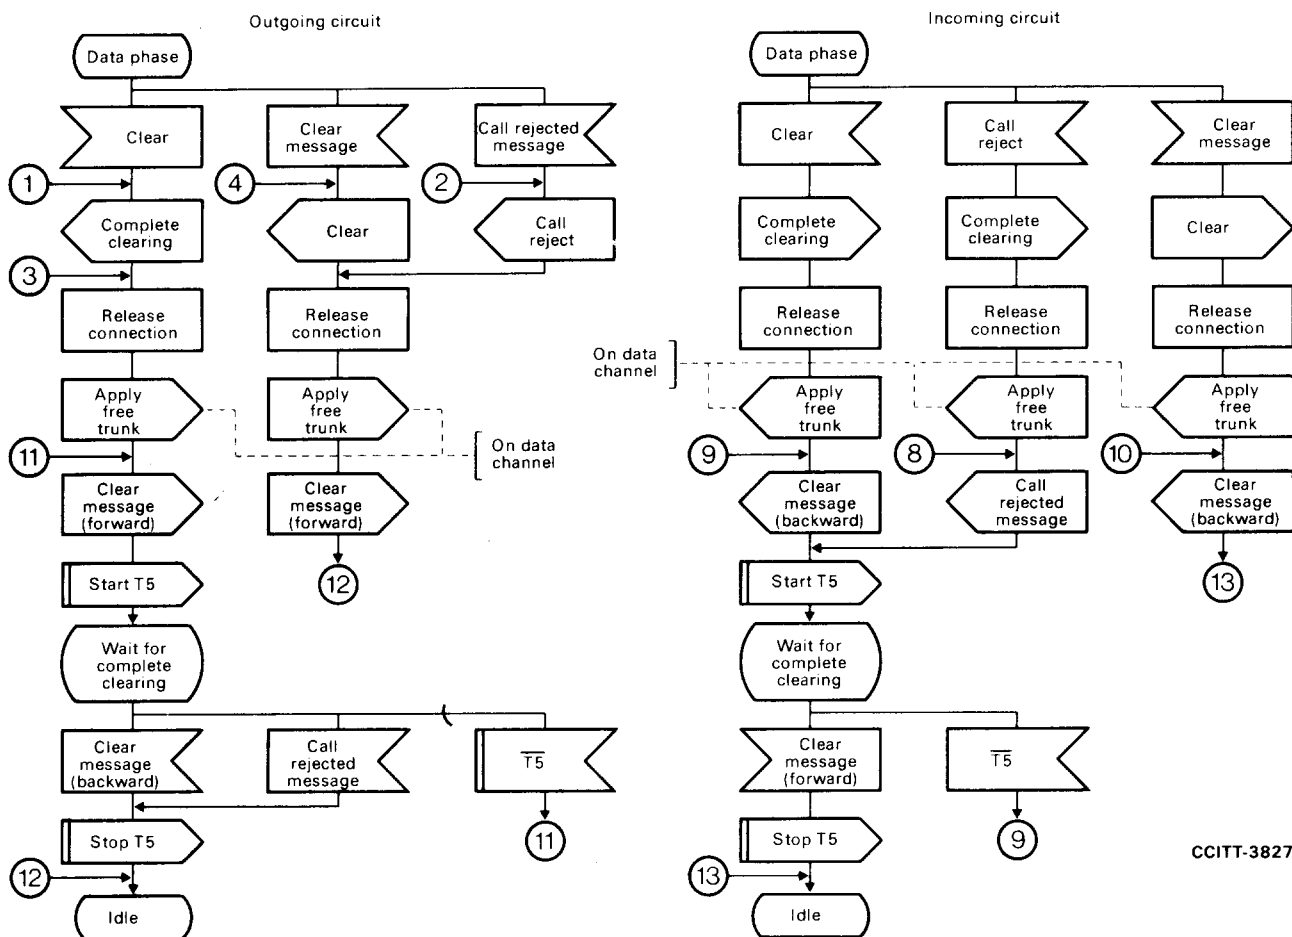 Outgoing circuit
Data phase
Clear
Clear
message
Call rejected
message
1
4
2
Complete
clearing
Clear
Call
reject
3
Release
connection
Release
connection
Apply
free
trunk
Apply
free
trunk
11
On data
channel
Clear
message
(forward)
Clear
message
(forward)
12
Start T5
Wait for
complete
clearing
Clear
message
(backward)
Call
rejected
message
T5
11
Stop T5
12
Idle
Incoming circuit
Data phase
Clear
Call
reject
Clear
message
Complete
clearing
Complete
clearing
Clear
Release
connection
Release
connection
Release
connection
On data
channel
Apply
free
trunk
Apply
free
trunk
Apply
free
trunk
9
8
10
Clear
message
(backward)
Call
rejected
message
Clear
message
(backward)
13
Start T5
Wait for
complete
clearing
Clear
message
(forward)
T5
9
Stop T5
13
Idle
CCITT-3827